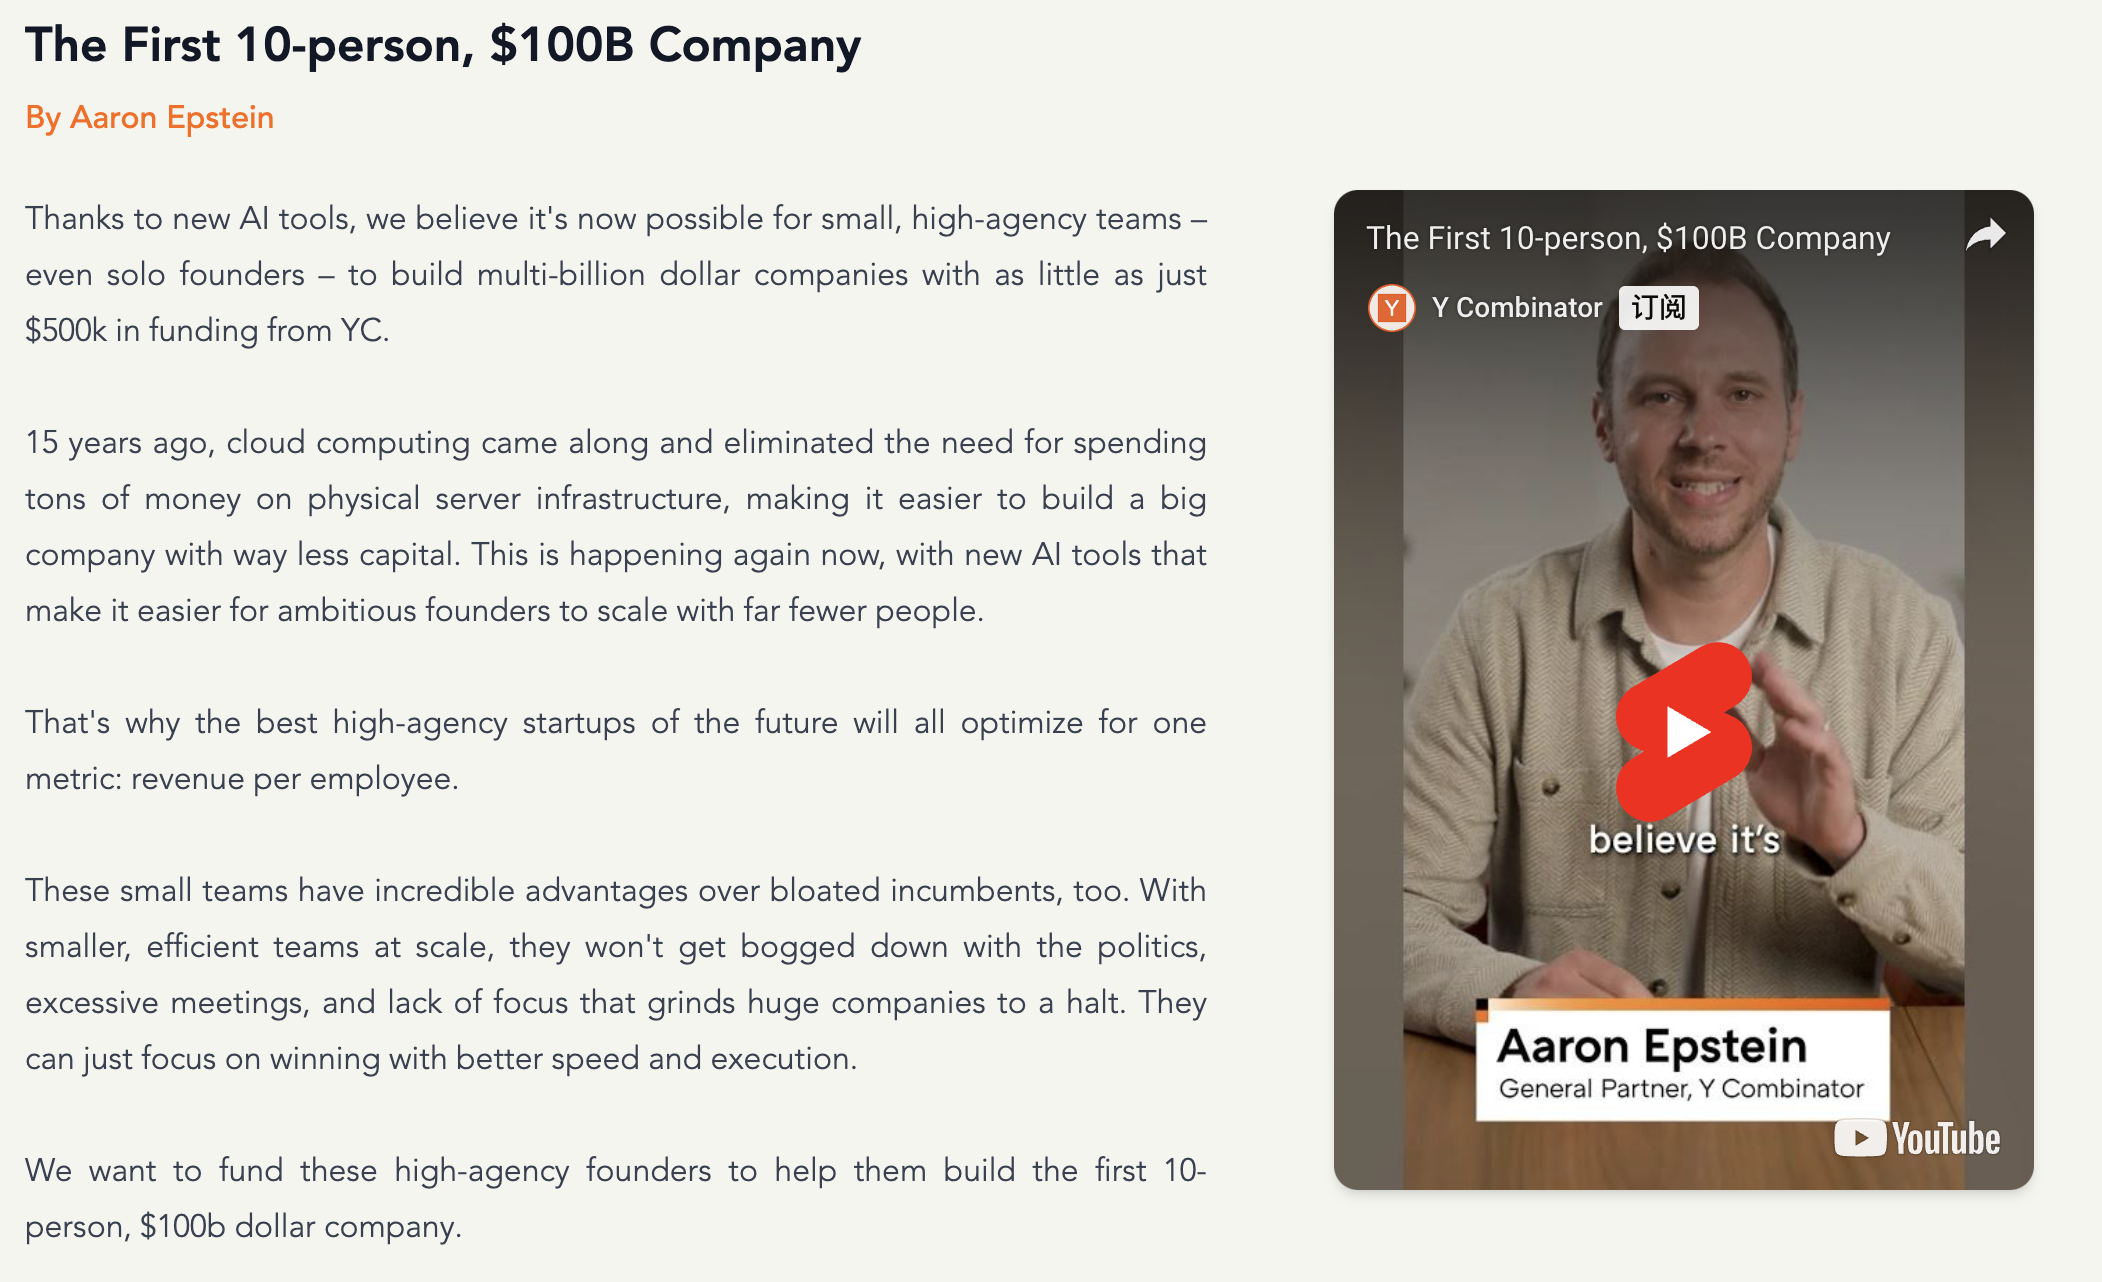 The First 10-person, $100B Company
By Aaron Epstein
Thanks to new AI tools, we believe it's now possible for small, high-agency teams –
even solo founders – to build multi-billion dollar companies with as little as just
$500k in funding from YC.
15 years ago, cloud computing came along and eliminated the need for spending
tons of money on physical server infrastructure, making it easier to build a big
company with way less capital. This is happening again now, with new AI tools that
make it easier for ambitious founders to scale with far fewer people.
That's why the best high-agency startups of the future will all optimize for one
metric: revenue per employee.
These small teams have incredible advantages over bloated incumbents, too. With
smaller, efficient teams at scale, they won't get bogged down with the politics,
excessive meetings, and lack of focus that grinds huge companies to a halt. They
can just focus on winning with better speed and execution.
We want to fund these high-agency founders to help them build the first 10-
person, $100b dollar company.
The First 10-person, $100B Company
Y
Y Combinator 订阅
believe it's
Aaron Epstein
General Partner, Y Combinator
YouTube